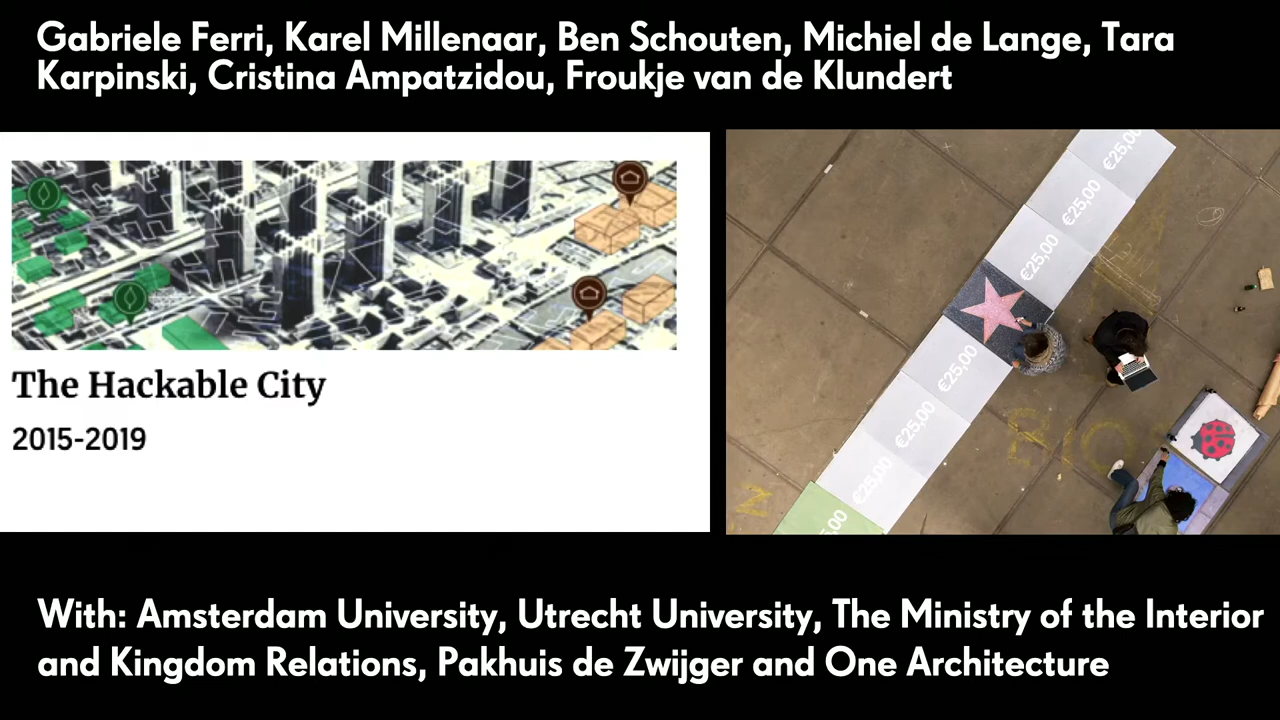 Gabriele Ferri, Karel Millenaar, Ben Schouten, Michiel de Lange, Tara
Karpinski, Cristina Ampatzidou, Froukje van de Klundert
The Hackable City
2015-2019
€25,00
€25,00
€25,00
€25,00
€25,00
€25,00
5,00
With: Amsterdam University, Utrecht University, The Ministry of the Interior
and Kingdom Relations, Pakhuis de Zwijger and One Architecture